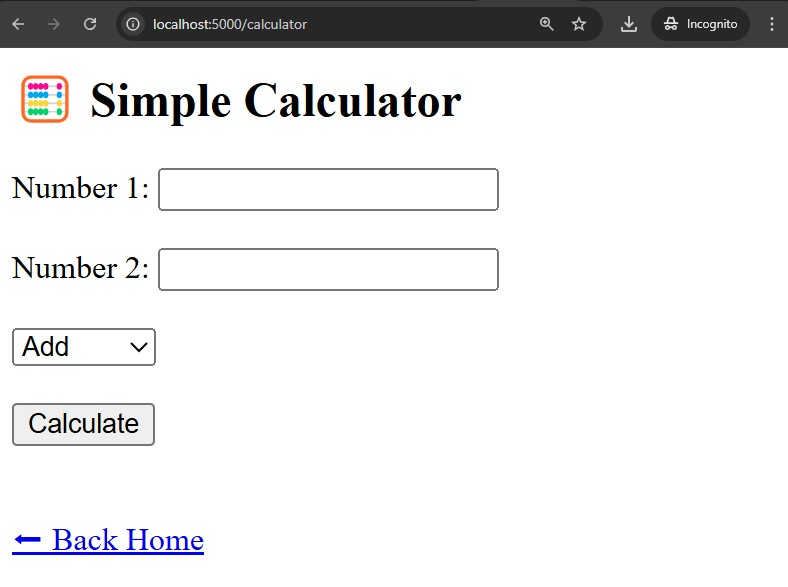 localhost:5000/calculator
Incognito
🧮 Simple Calculator
Number 1:
Number 2:
Add
Calculate
⬅ Back Home